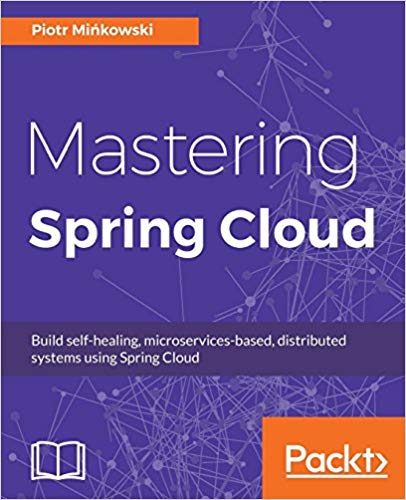 Piotr Mińkowski
Mastering
Spring Cloud
Build self-healing, microservices-based, distributed
systems using Spring Cloud
Packt>